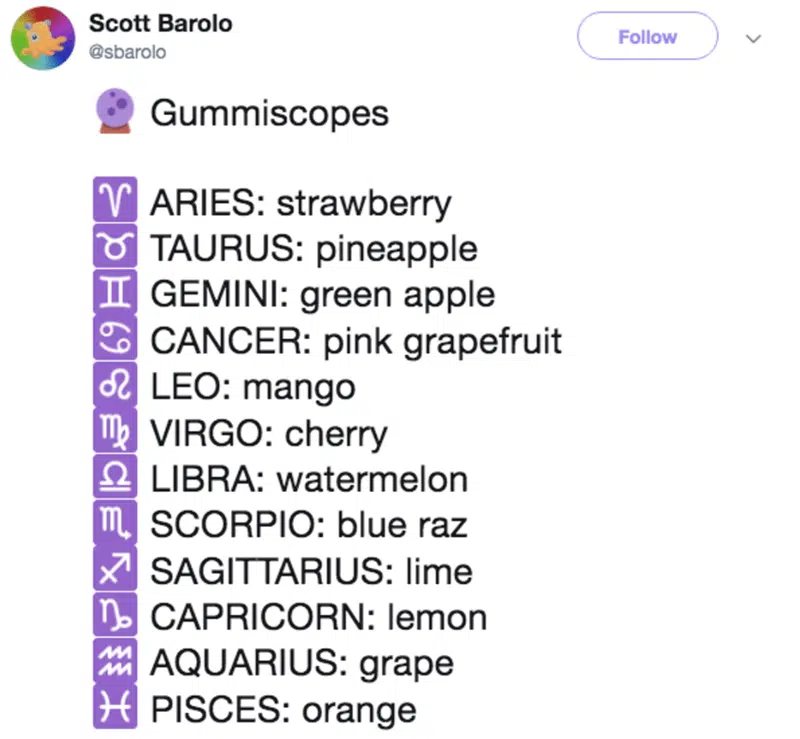 Scott Barolo
@sbarolo
Follow
🔮 Gummiscopes
♈ ARIES: strawberry
♉ TAURUS: pineapple
♊ GEMINI: green apple
♋ CANCER: pink grapefruit
♌ LEO: mango
♍ VIRGO: cherry
♎ LIBRA: watermelon
♏ SCORPIO: blue raz
♐ SAGITTARIUS: lime
♑ CAPRICORN: lemon
♒ AQUARIUS: grape
♓ PISCES: orange